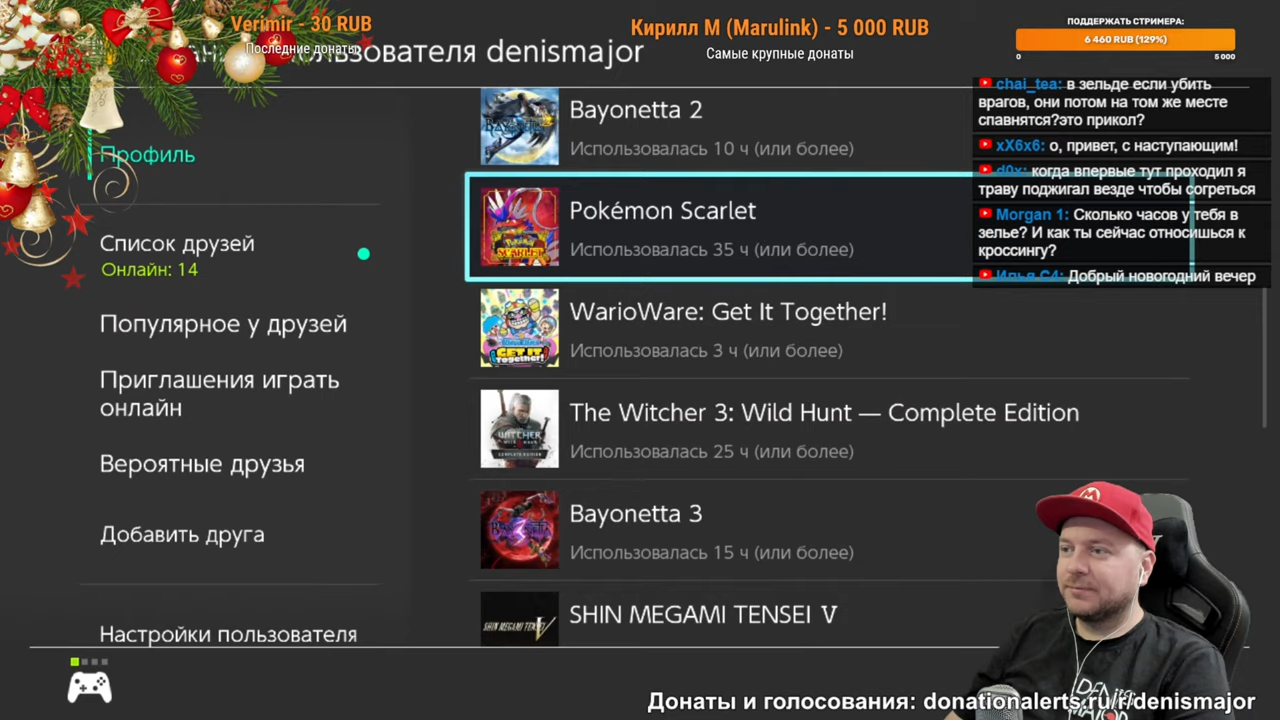 Verimir - 30 RUB
Последние донаты
Кирилл М (Marulink) - 5 000 RUB
Самые крупные донаты
ПОДДЕРЖАТЬ СТРИМЕРА:
6 460 RUB (129%)
0
5 000
пользователя denismajor
Профиль
Список друзей
Онлайн: 14
Популярное у друзей
Приглашения играть
онлайн
Вероятные друзья
Добавить друга
Настройки пользователя
Bayonetta 2
Использовалась 10 ч (или более)
Pokémon Scarlet
Использовалась 35 ч (или более)
WarioWare: Get It Together!
Использовалась 3 ч (или более)
The Witcher 3: Wild Hunt — Complete Edition
Использовалась 25 ч (или более)
Bayonetta 3
Использовалась 15 ч (или более)
SHIN MEGAMI TENSEI V
chai_tea: в зельде если убить
врагов, они потом на том же месте
спавнятся?это прикол?
xX6x6: о, привет, с наступающим!
d0x: когда впервые тут проходил я
траву поджигал везде чтобы согреться
Morgan 1: Сколько часов у тебя в
зелье? И как ты сейчас относишься к
кроссингу?
Илья С4: Добрый новогодний вечер
Донаты и голосования: donationalerts.ru/r/denismajor